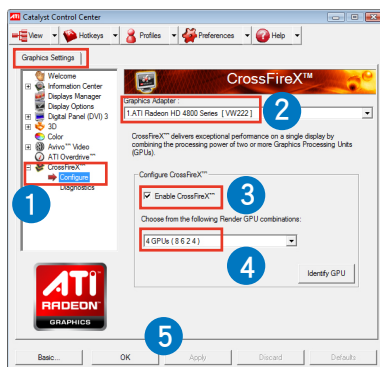 Catalyst Control Center
View Hotkeys Profiles Preferences Help
Graphics Settings
Welcome
Information Center
Displays Manager
Display Options
Digital Panel (DVI) 3
3D
Color
Avivo™ Video
ATI Overdrive™
CrossFireX™
Configure
Diagnostics
1
CrossFireX™
Graphics Adapter :
1.ATI Radeon HD 4800 Series [ VW222 ]
2
CrossFireX™ delivers exceptional performance on a single display by
combining the processing power of two or more Graphics Processing Units
(GPUs).
Configure CrossFireX™
Enable CrossFireX™
3
Choose from the following Render GPU combinations:
4 GPUs ( 8 6 2 4 )
4
Identify GPU
ATI
RADEON
GRAPHICS
5
Basic... OK Apply Discard Defaults